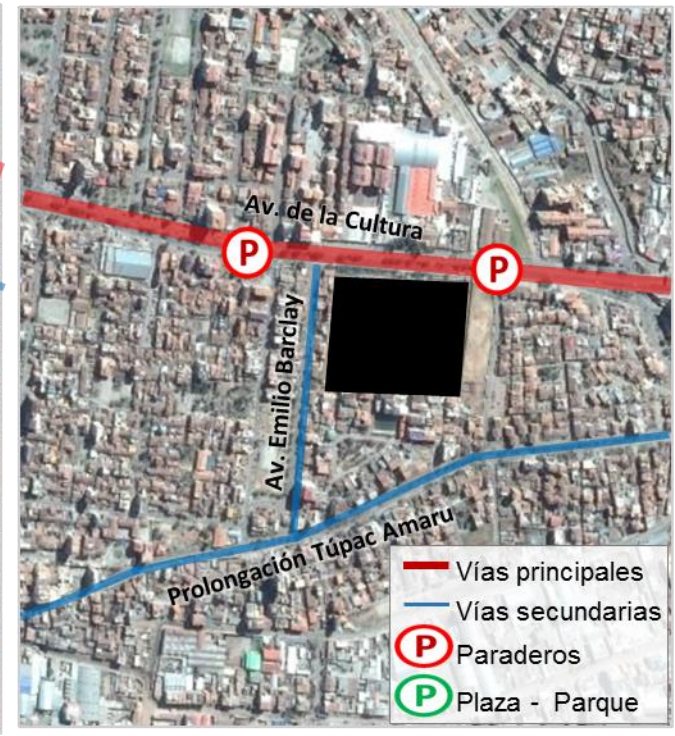 Av. de la Cultura
P
P
Av. Emilio Barclay
Prolongación Túpac Amaru
Vías principales
Vías secundarias
P Paraderos
P Plaza - Parque